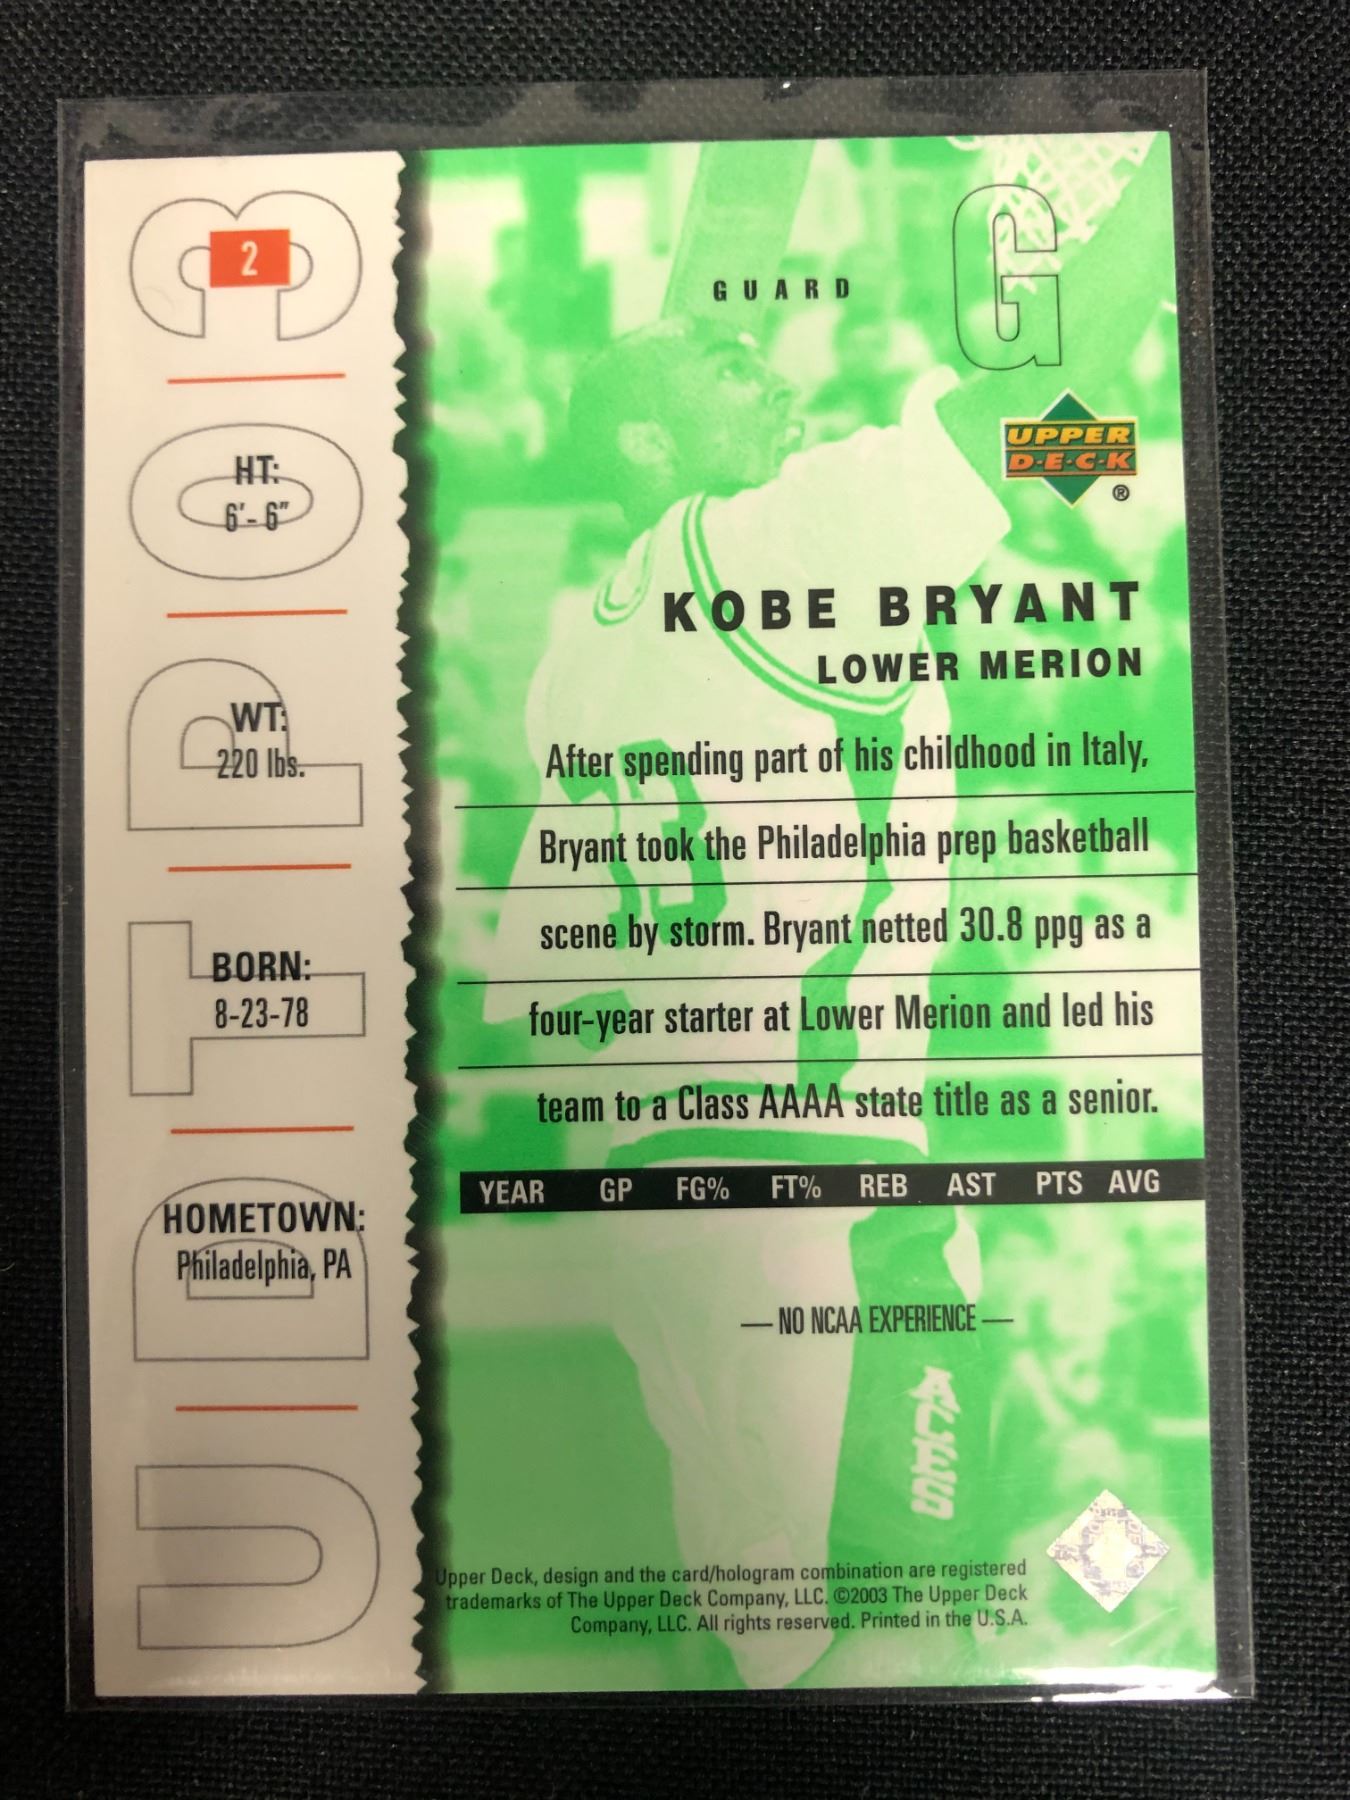 2
HT:
6'- 6"
WT:
220 lbs.
BORN:
8-23-78
HOMETOWN:
Philadelphia, PA
U D T P O 3
GUARD
G
UPPER
D·E·C·K
®
KOBE BRYANT
LOWER MERION
After spending part of his childhood in Italy,
Bryant took the Philadelphia prep basketball
scene by storm. Bryant netted 30.8 ppg as a
four-year starter at Lower Merion and led his
team to a Class AAAA state title as a senior.
YEAR GP FG% FT% REB AST PTS AVG
— NO NCAA EXPERIENCE —
33
ACES
Upper Deck, design and the card/hologram combination are registered
trademarks of The Upper Deck Company, LLC. ©2003 The Upper Deck
Company, LLC. All rights reserved. Printed in the U.S.A.